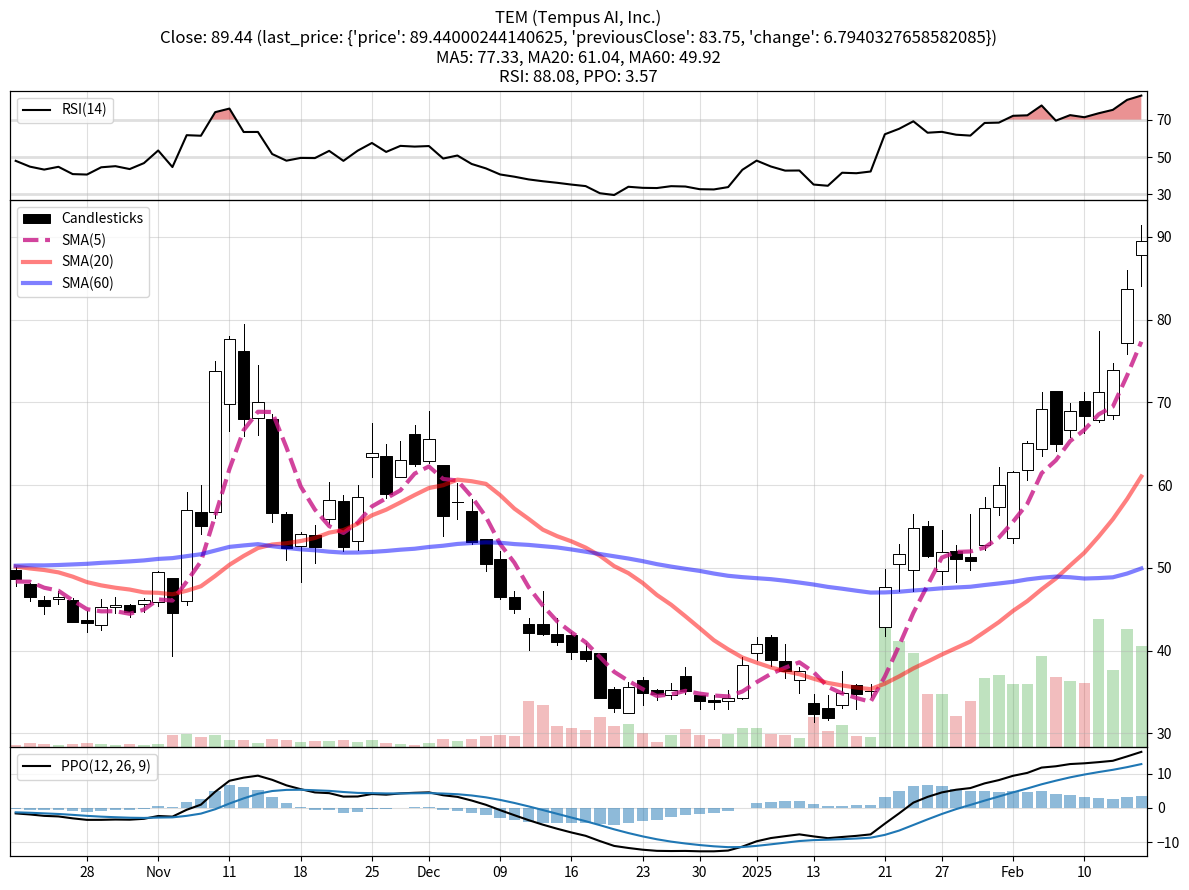 TEM (Tempus AI, Inc.)
Close: 89.44 (last_price: {'price': 89.44000244140625, 'previousClose': 83.75, 'change': 6.7940327658582085})
MA5: 77.33, MA20: 61.04, MA60: 49.92
RSI: 88.08, PPO: 3.57
RSI(14)
70
50
30
Candlesticks
SMA(5)
SMA(20)
SMA(60)
90
80
70
60
50
40
30
PPO(12, 26, 9)
10
0
−10
28 Nov 11 18 25 Dec 09 16 23 30 2025 13 21 27 Feb 10